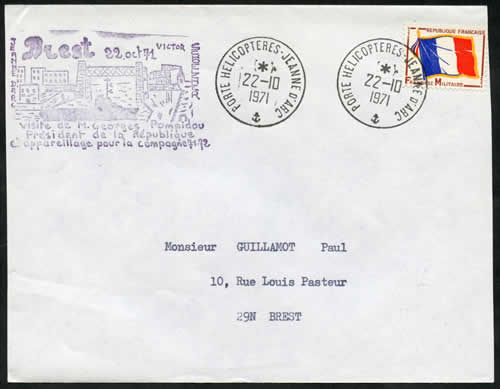 Brest 22 oct 71 VICTOR
visite de M. Georges Pompidou
Président de la République
appareillage pour la campagne 71 72
PORTE HELICOPTERES-JEANNE D'ARC
22-10
1971
PORTE HELICOPTERES-JEANNE D'ARC
22-10
1971
REPUBLIQUE FRANCAISE
MILITAIRE
Monsieur GUILLAMOT Paul
10, Rue Louis Pasteur
29N BREST